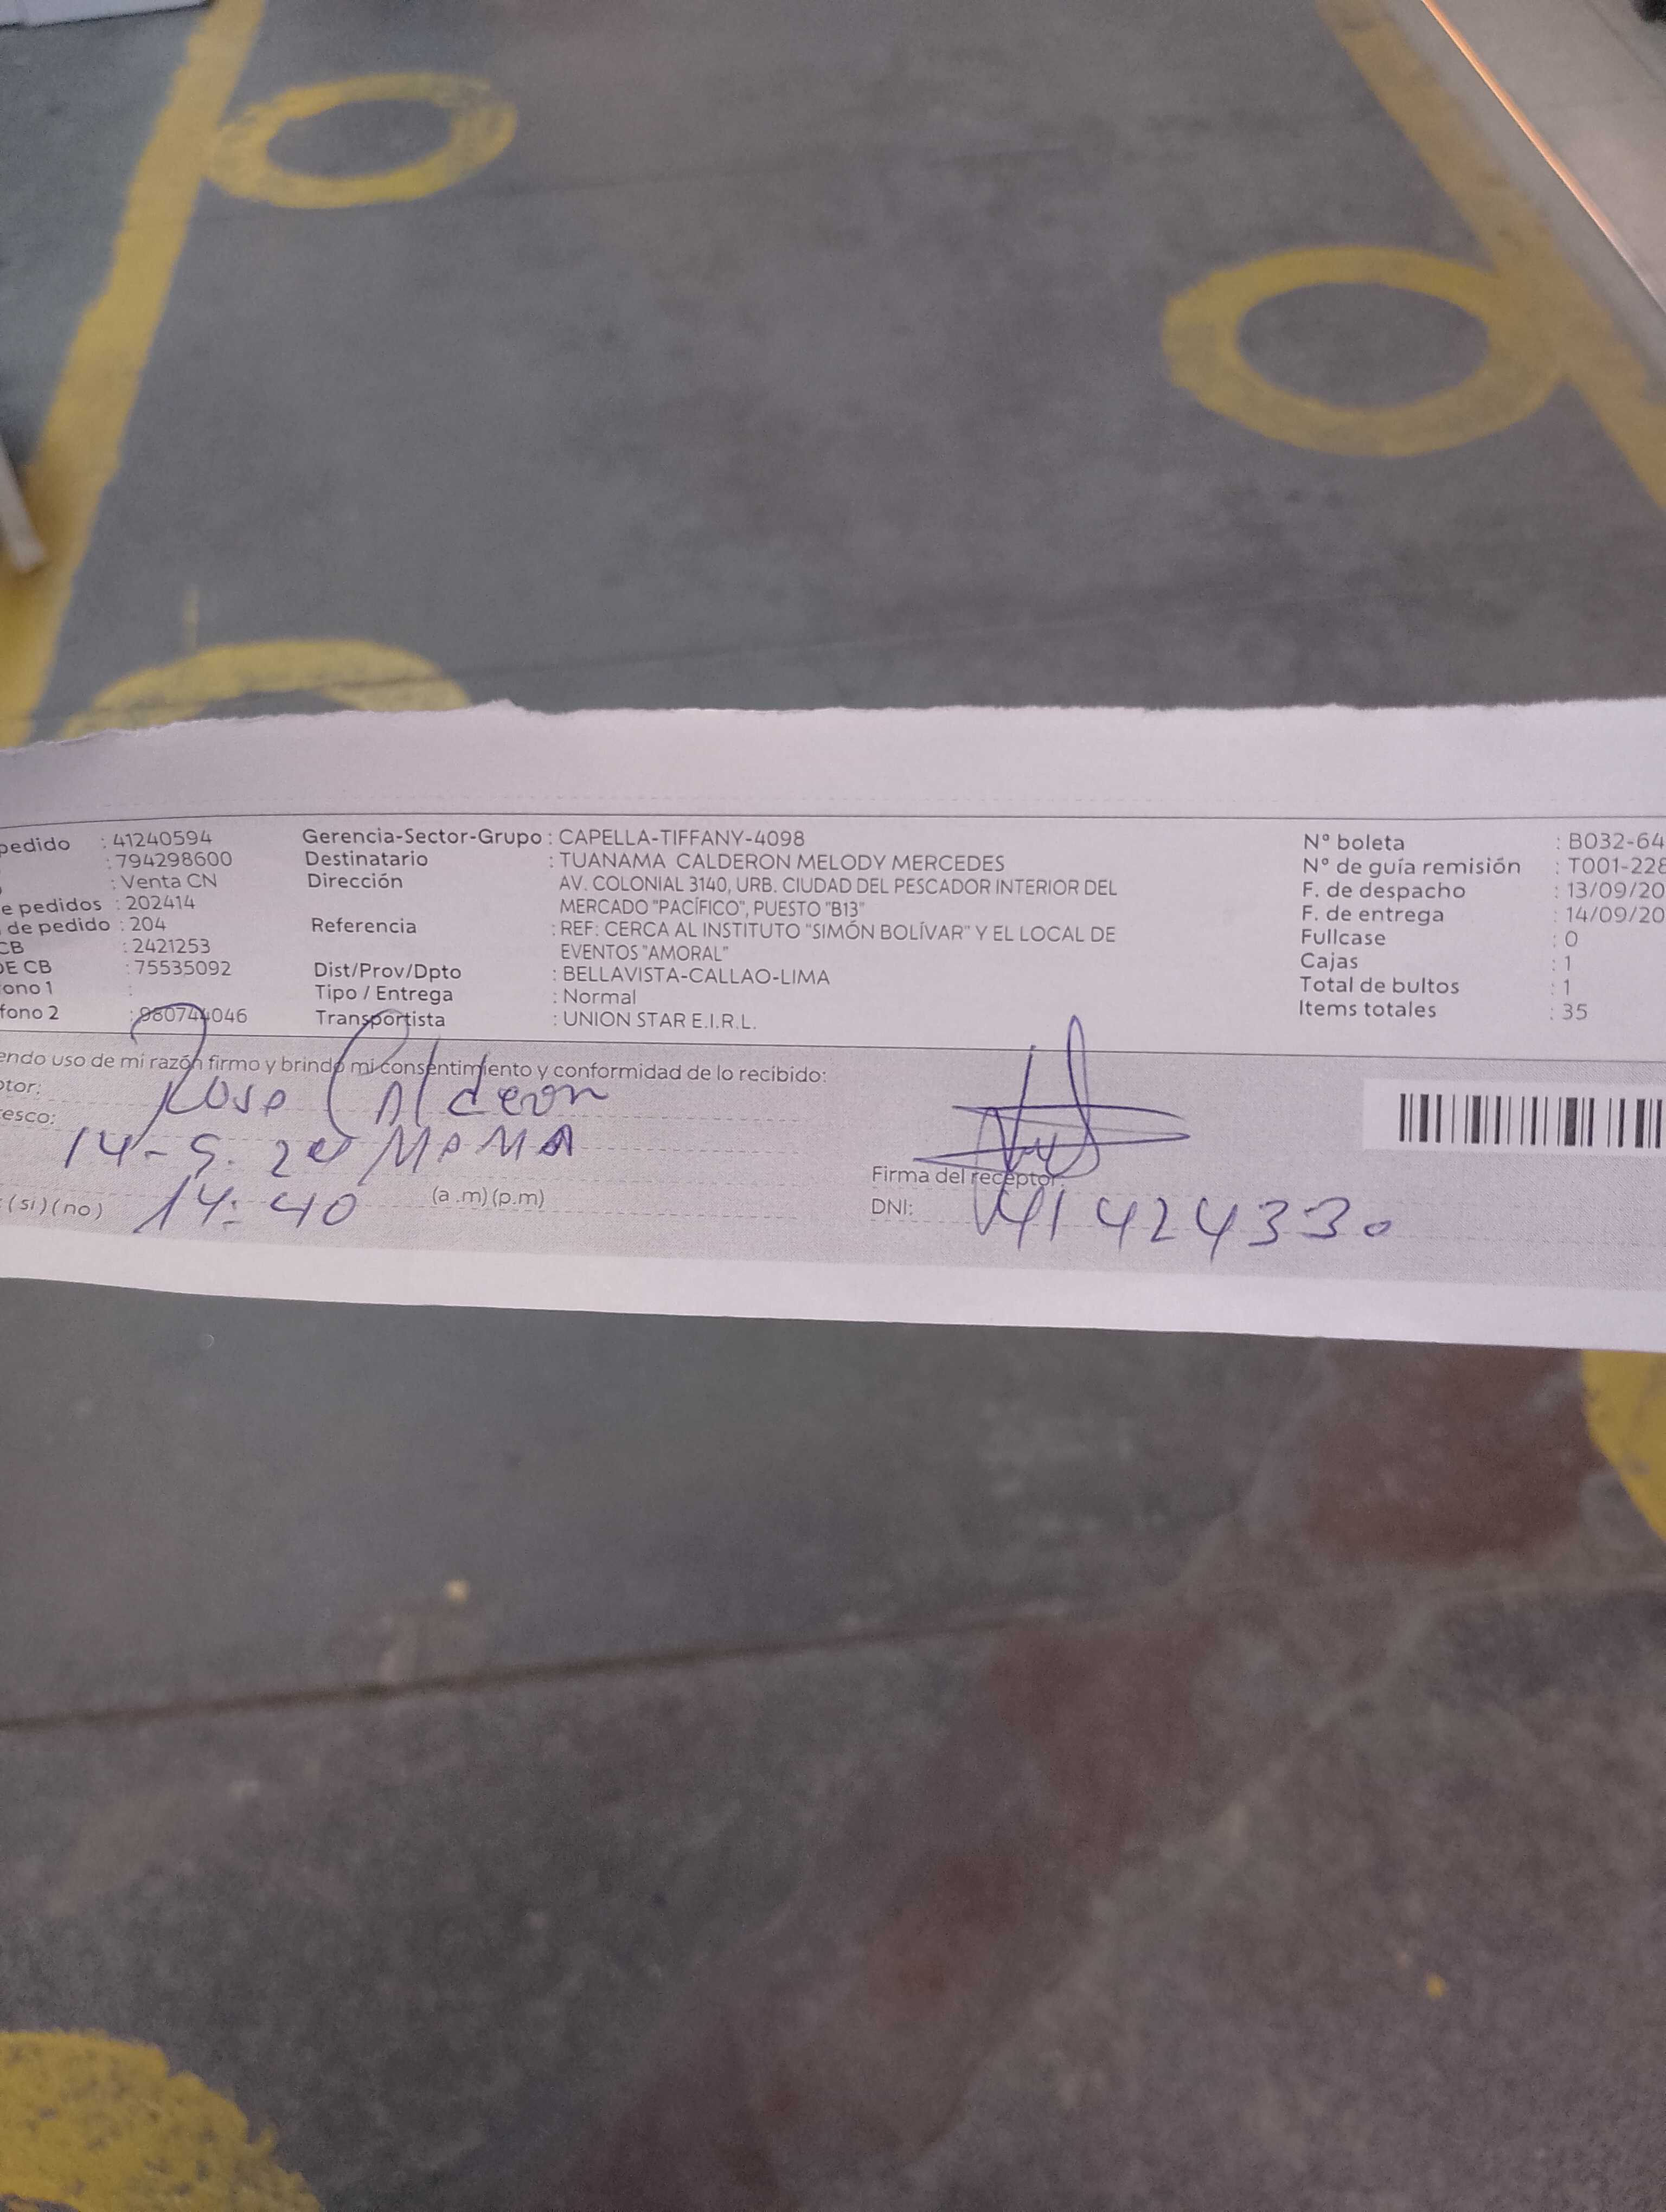 pedido : 41240594 Gerencia-Sector-Grupo : CAPELLA-TIFFANY-4098 Nº boleta : B032-64
: 794298600 Destinatario : TUANAMA CALDERON MELODY MERCEDES Nº de guía remisión : T001-228
: Venta CN Dirección AV. COLONIAL 3140, URB. CIUDAD DEL PESCADOR INTERIOR DEL F. de despacho : 13/09/20
e pedidos : 202414 MERCADO "PACÍFICO", PUESTO "B13" F. de entrega : 14/09/20
de pedido : 204 Referencia : REF: CERCA AL INSTITUTO "SIMÓN BOLÍVAR" Y EL LOCAL DE Fullcase : 0
CB : 2421253 EVENTOS "AMORAL" Cajas : 1
DE CB : 75535092 Dist/Prov/Dpto : BELLAVISTA-CALLAO-LIMA Total de bultos : 1
ono 1 : Tipo / Entrega : Normal Items totales : 35
fono 2 : 980744046 Transportista : UNION STAR E.I.R.L.
endo uso de mi razón firmo y brindo mi consentimiento y conformidad de lo recibido:
ptor: Rosa Calderon
esco:
14-9-24 MAMA
Firma del receptor:
(si)(no) 14:40 (a.m)(p.m) DNI: 41424330